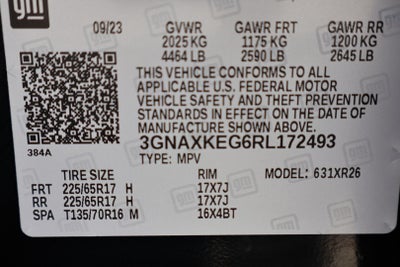 gm
gm
09/23 GVWR GAWR FRT GAWR RR
2025 KG 1175 KG 1200 KG
4464 LB 2590 LB 2645 LB
THIS VEHICLE CONFORMS TO ALL
APPLICABLE U.S. FEDERAL MOTOR
VEHICLE SAFETY AND THEFT PREVENTION
STANDARDS IN EFFECT ON THE DATE OF
MANUFACTURE SHOWN ABOVE.
384A
3GNAXKEG6RL172493
TYPE: MPV MODEL: 631XR26
TIRE SIZE RIM
FRT 225/65R17 H 17X7J
RR 225/65R17 H 17X7J
SPA T135/70R16 M 16X4BT